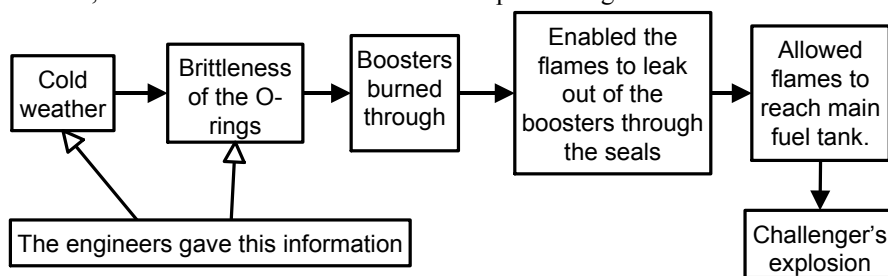 Cold
weather
Brittleness
of the O-
rings
Boosters
burned
through
Enabled the
flames to leak
out of the
boosters through
the seals
Allowed
flames to
reach main
fuel tank.
The engineers gave this information
Challenger's
explosion